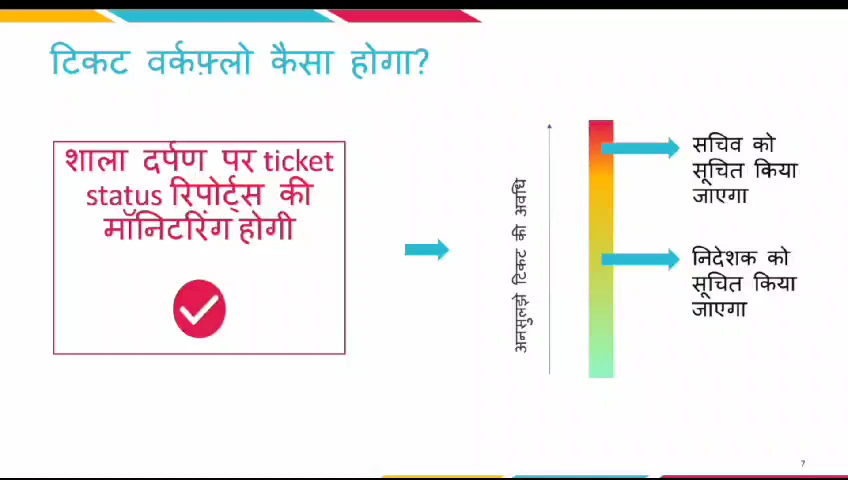 टिकट वर्कफ़्लो कैसा होगा?
शाला दर्पण पर ticket
status रिपोर्ट्स की
मॉनिटरिंग होगी
अनसुलझे टिकट की अवधि
सचिव को
सूचित किया
जाएगा
निदेशक को
सूचित किया
जाएगा
7